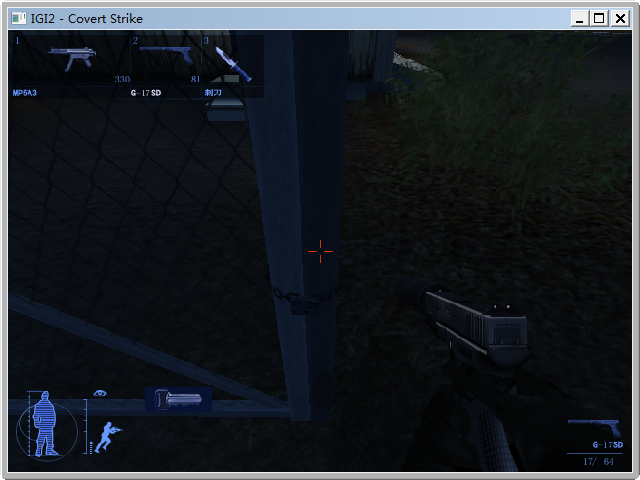 IGI2 - Covert Strike
1 2 3
330 81
MP5A3 G-17SD 刺刀
G-17SD
17/ 64